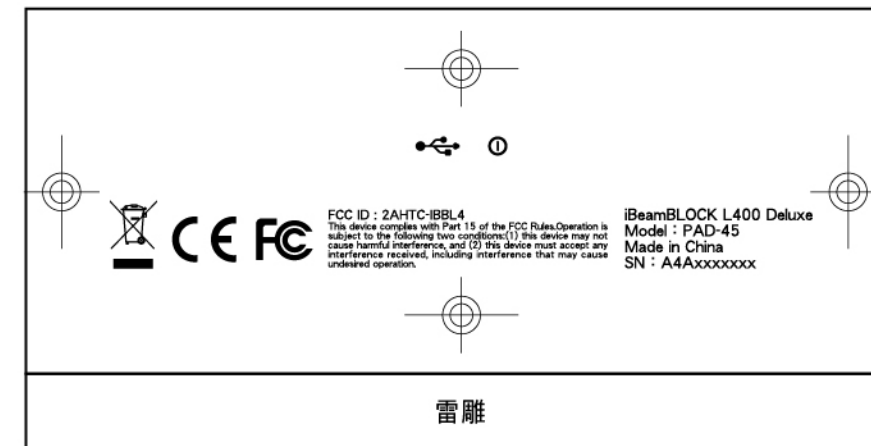 FCC ID : 2AHTC-IBBL4
This device complies with Part 15 of the FCC Rules.Operation is
subject to the following two conditions:(1) this device may not
cause harmful interference, and (2) this device must accept any
interference received, including interference that may cause
undesired operation.
iBeamBLOCK L400 Deluxe
Model : PAD-45
Made in China
SN : A4Axxxxxxx
雷雕